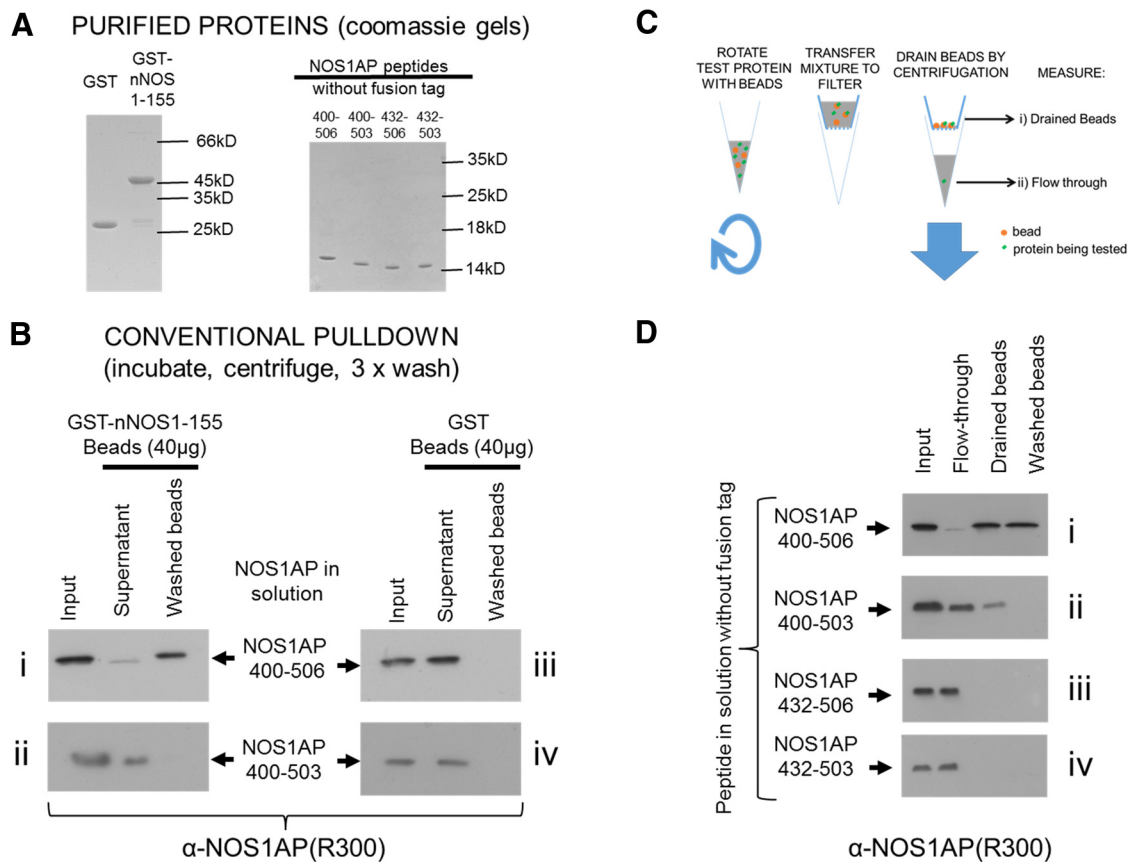 A
PURIFIED PROTEINS (coomassie gels)
GST
GST-
nNOS
1-155
66kD
45kD
35kD
25kD
NOS1AP peptides
without fusion tag
400-
506
400-
503
432-
506
432-
503
35kD
25kD
18kD
14kD
B
CONVENTIONAL PULLDOWN
(incubate, centrifuge, 3 x wash)
GST-nNOS1-155
Beads (40µg)
GST
Beads (40µg)
Input
Supernatant
Washed beads
NOS1AP in
solution
Input
Supernatant
Washed beads
i
NOS1AP
400-506
iii
ii
NOS1AP
400-503
iv
α-NOS1AP(R300)
C
ROTATE
TEST PROTEIN
WITH BEADS
TRANSFER
MIXTURE TO
FILTER
DRAIN BEADS BY
CENTRIFUGATION
MEASURE:
i) Drained Beads
ii) Flow through
bead
protein being tested
D
Input
Flow-through
Drained beads
Washed beads
Peptide in solution without fusion tag
NOS1AP
400-506
i
NOS1AP
400-503
ii
NOS1AP
432-506
iii
NOS1AP
432-503
iv
α-NOS1AP(R300)